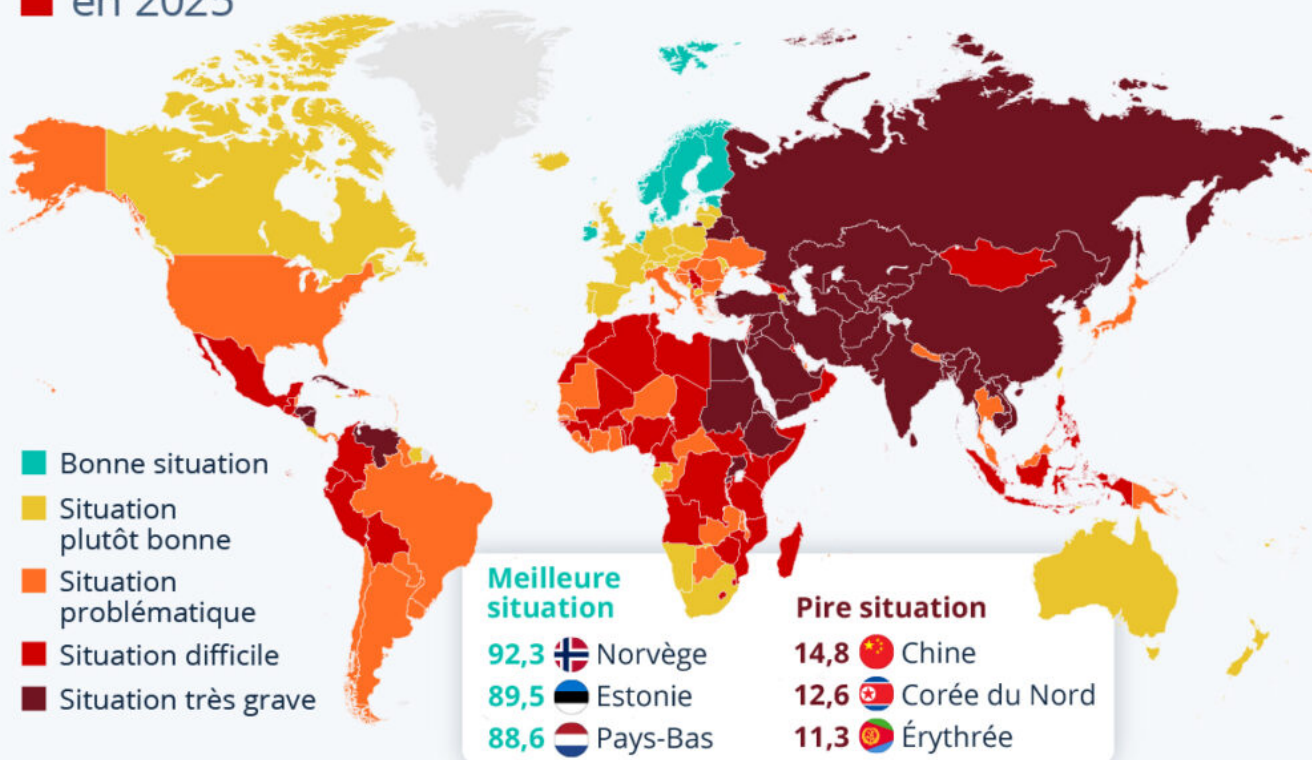 en 2025
Bonne situation
Situation
plutôt bonne
Situation
problématique
Situation difficile
Situation très grave
Meilleure
situation
92,3 Norvège
89,5 Estonie
88,6 Pays-Bas
Pire situation
14,8 Chine
12,6 Corée du Nord
11,3 Érythrée